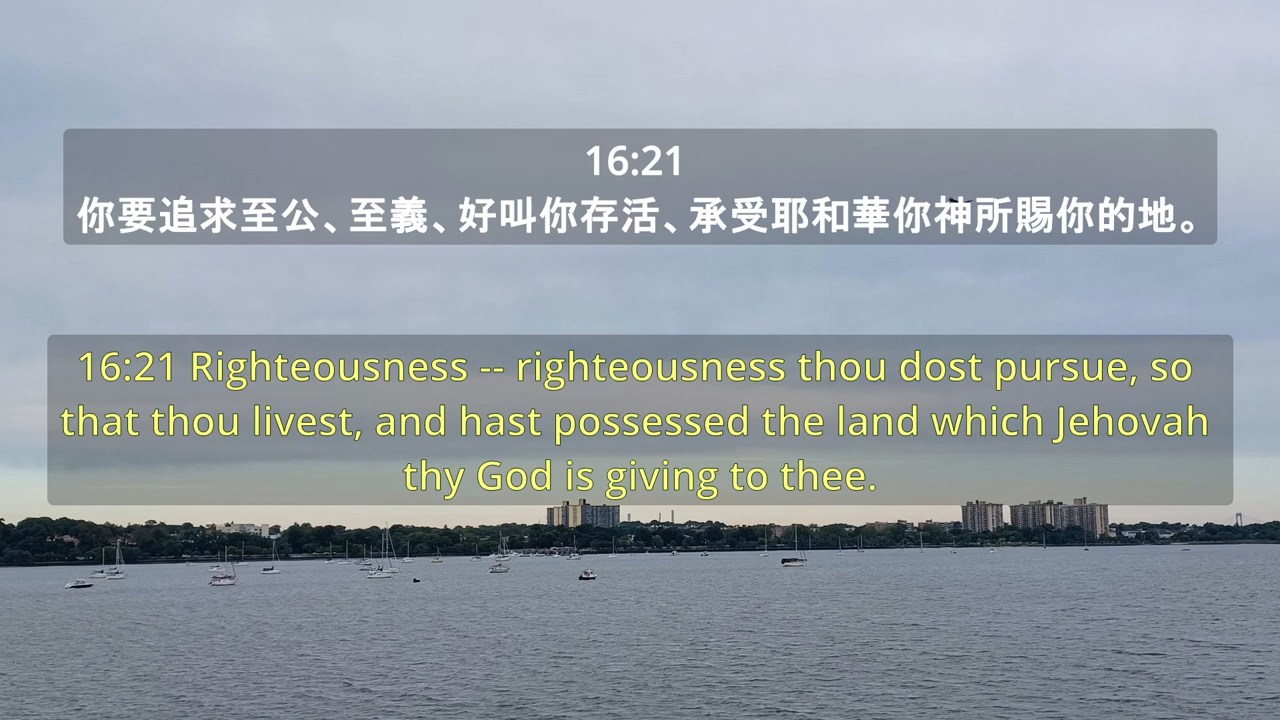 16:21
你要追求至公、至義、好叫你存活、承受耶和華你神所賜你的地。
16:21 Righteousness -- righteousness thou dost pursue, so
that thou livest, and hast possessed the land which Jehovah
thy God is giving to thee.